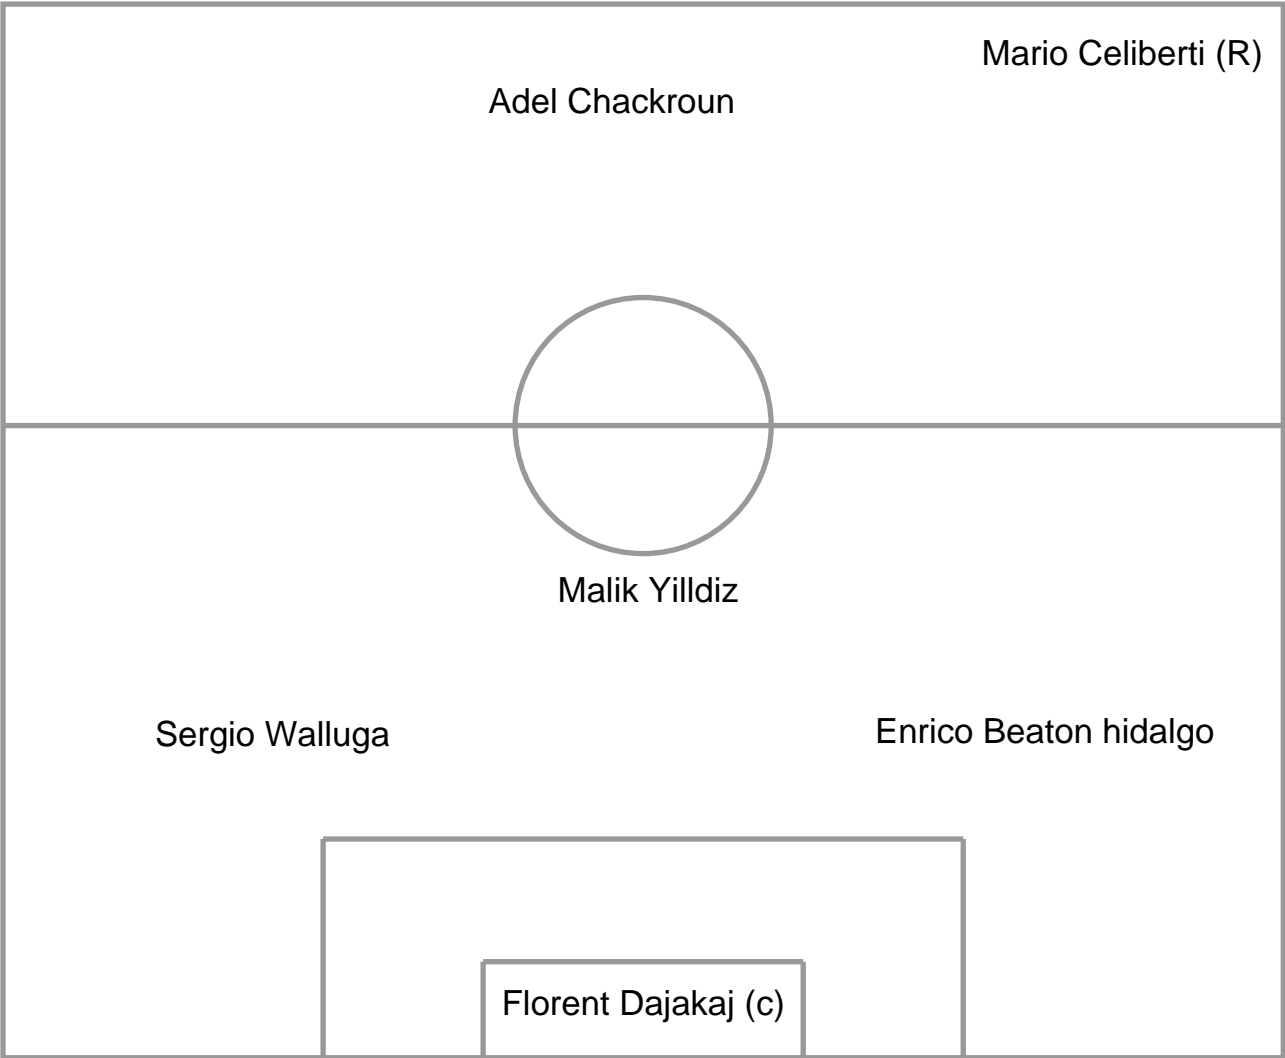 Mario Celiberti (R)
Adel Chackroun
Malik Yilldiz
Sergio Walluga
Enrico Beaton hidalgo
Florent Dajakaj (c)